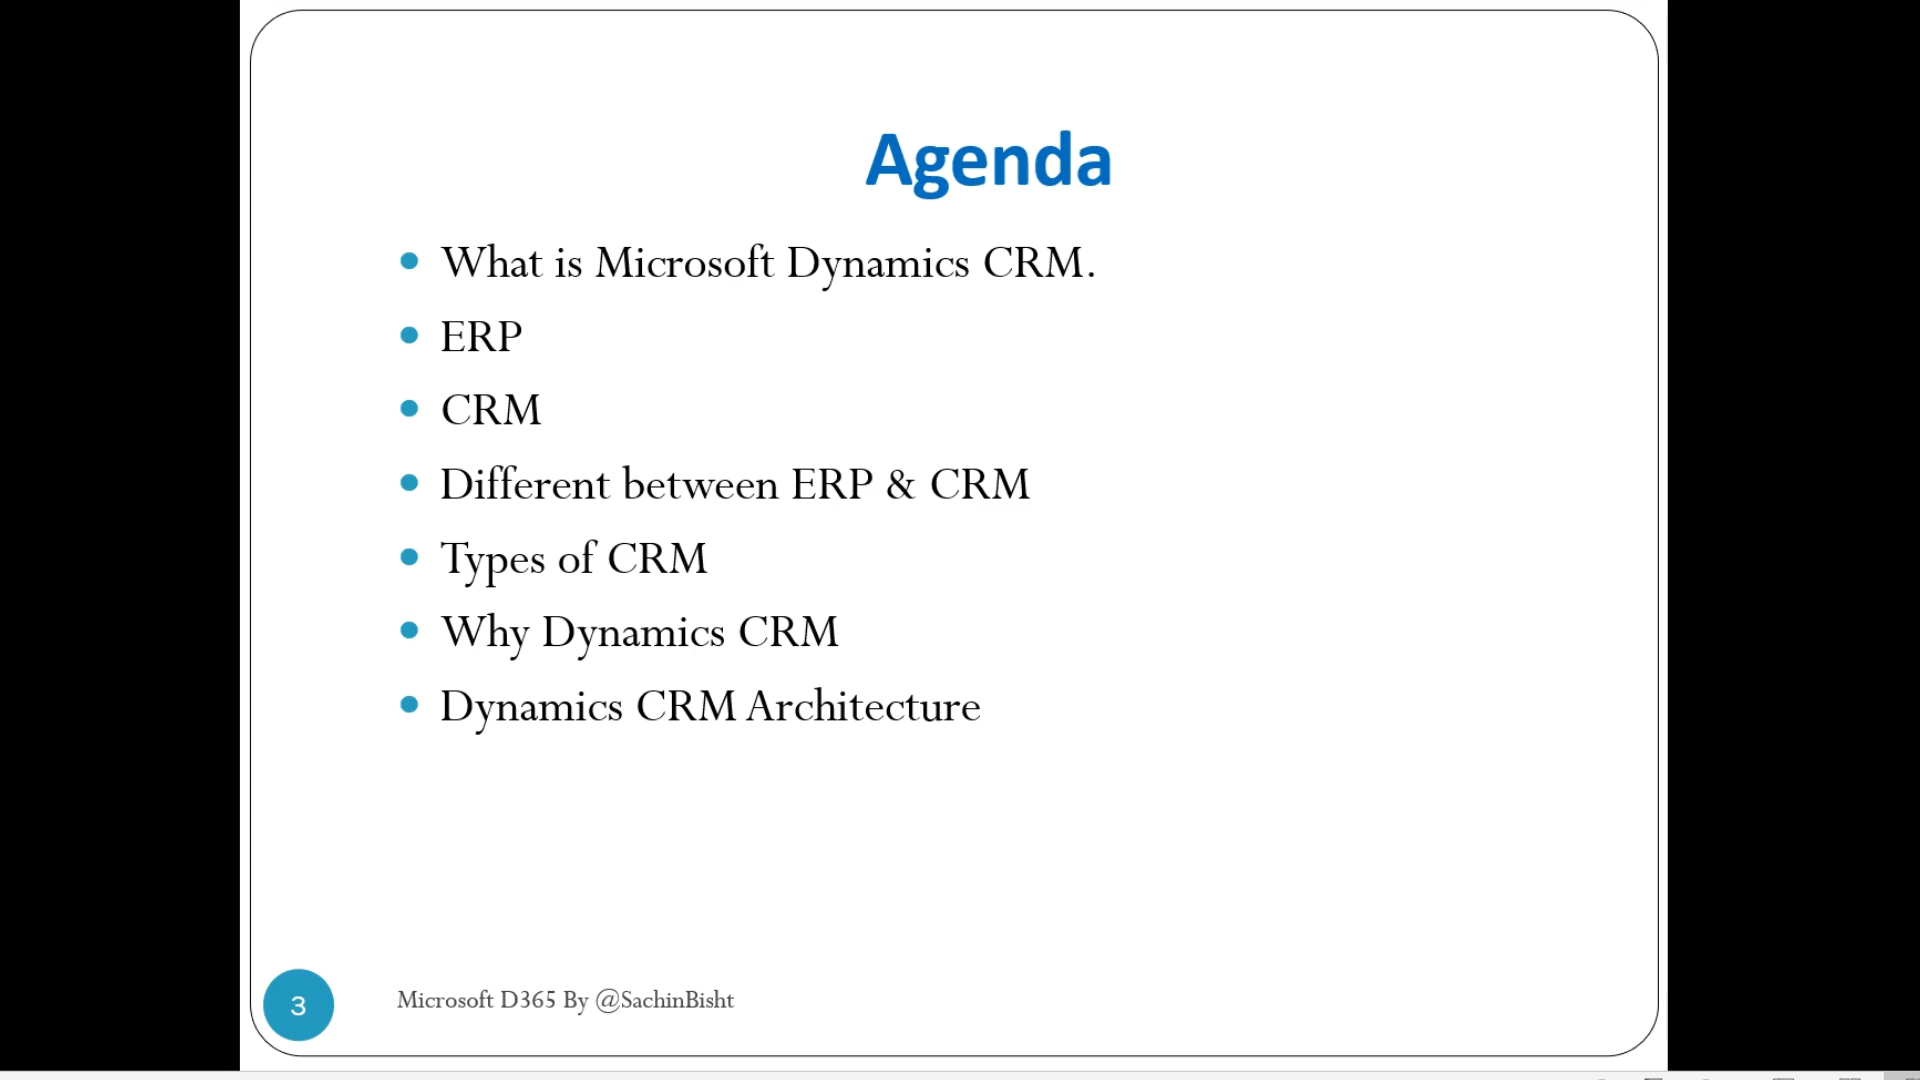 Agenda
What is Microsoft Dynamics CRM.
ERP
CRM
Different between ERP & CRM
Types of CRM
Why Dynamics CRM
Dynamics CRM Architecture
3
Microsoft D365 By @SachinBisht